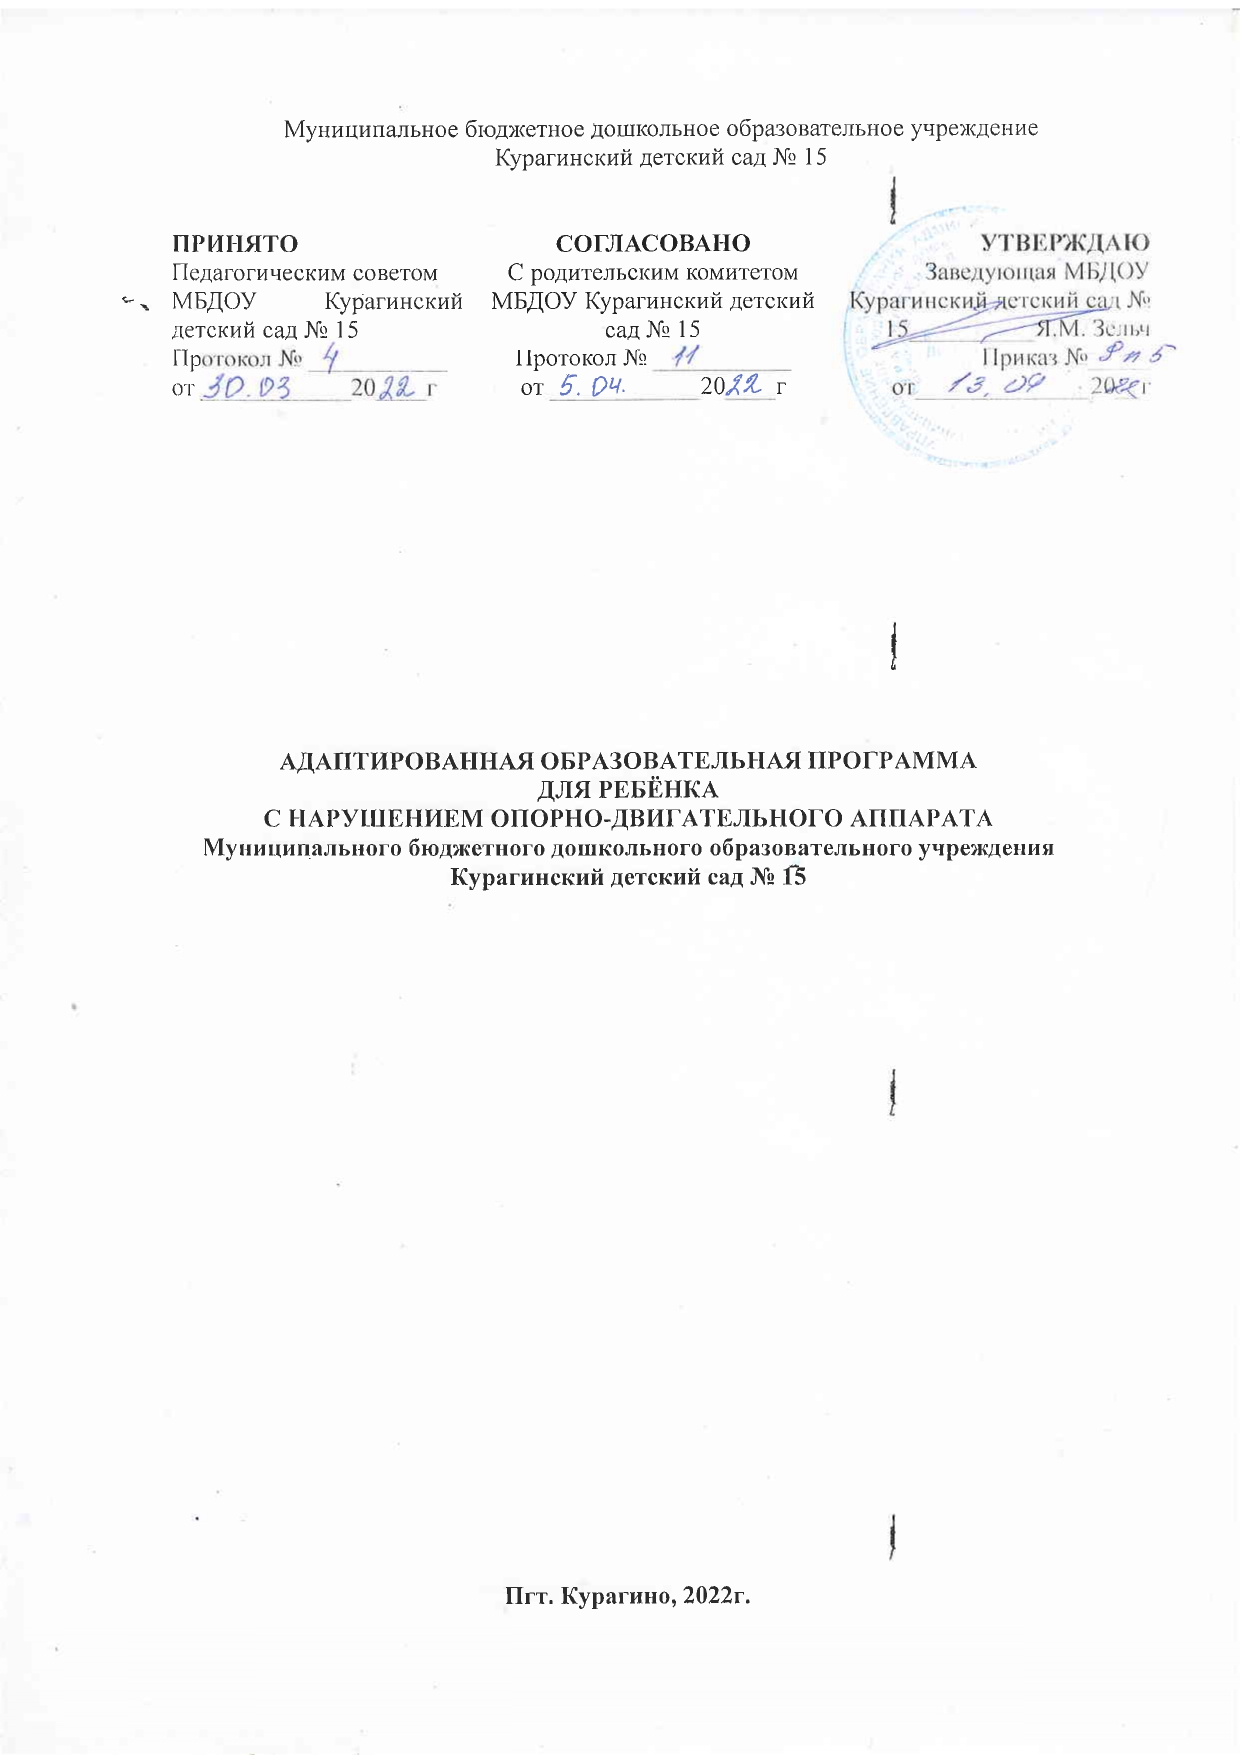 Муниципальное бюджетное дошкольное образовательное учреждение
Курагинский детский сад № 15
ПРИНЯТО
Педагогическим советом
МБДОУ Курагинский
детский сад № 15
Протокол № 4
от 30.03 2022 г
СОГЛАСОВАНО
С родительским комитетом
МБДОУ Курагинский детский
сад № 15
Протокол № 11
от 5.04. 2022 г
УТВЕРЖДАЮ
Заведующая МБДОУ
Курагинский детский сад №
15 Я.М. Зельч
Приказ №
от 13. 20 г
АДАПТИРОВАННАЯ ОБРАЗОВАТЕЛЬНАЯ ПРОГРАММА
ДЛЯ РЕБЁНКА
С НАРУШЕНИЕМ ОПОРНО-ДВИГАТЕЛЬНОГО АППАРАТА
Муниципального бюджетного дошкольного образовательного учреждения
Курагинский детский сад № 15
Пгт. Курагино, 2022г.